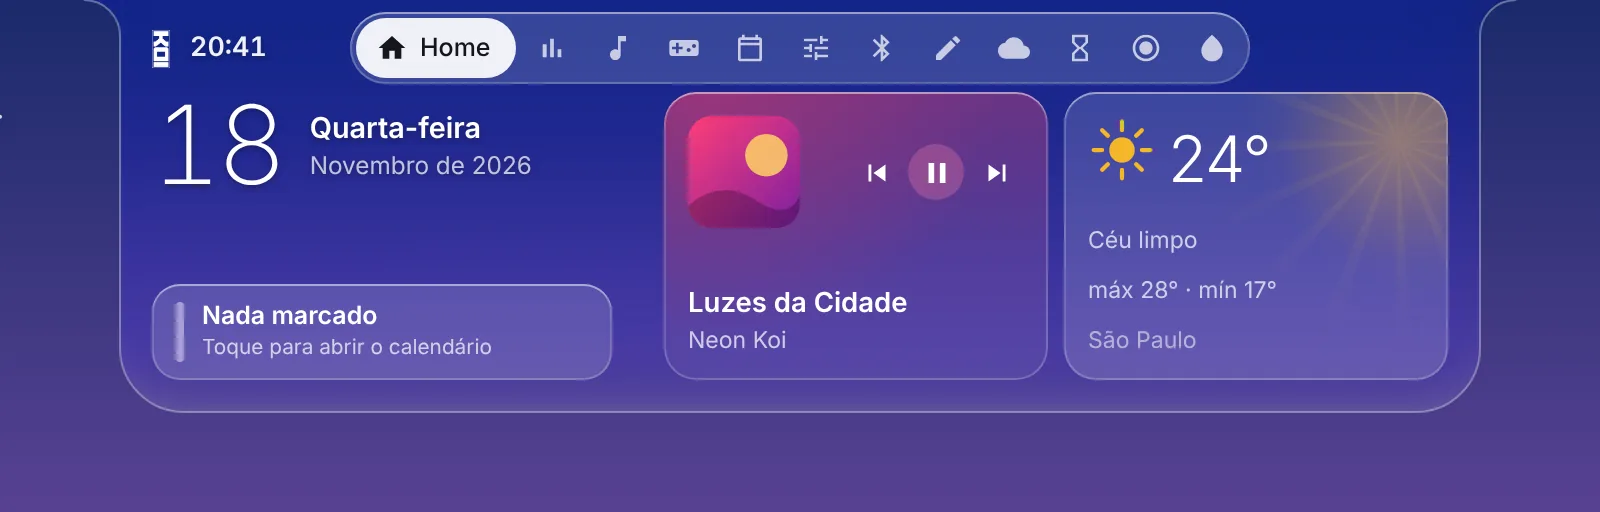 KOI
20:41
Home
18
Quarta-feira
Novembro de 2026
Nada marcado
Toque para abrir o calendário
Luzes da Cidade
Neon Koi
24°
Céu limpo
máx 28° · mín 17°
São Paulo